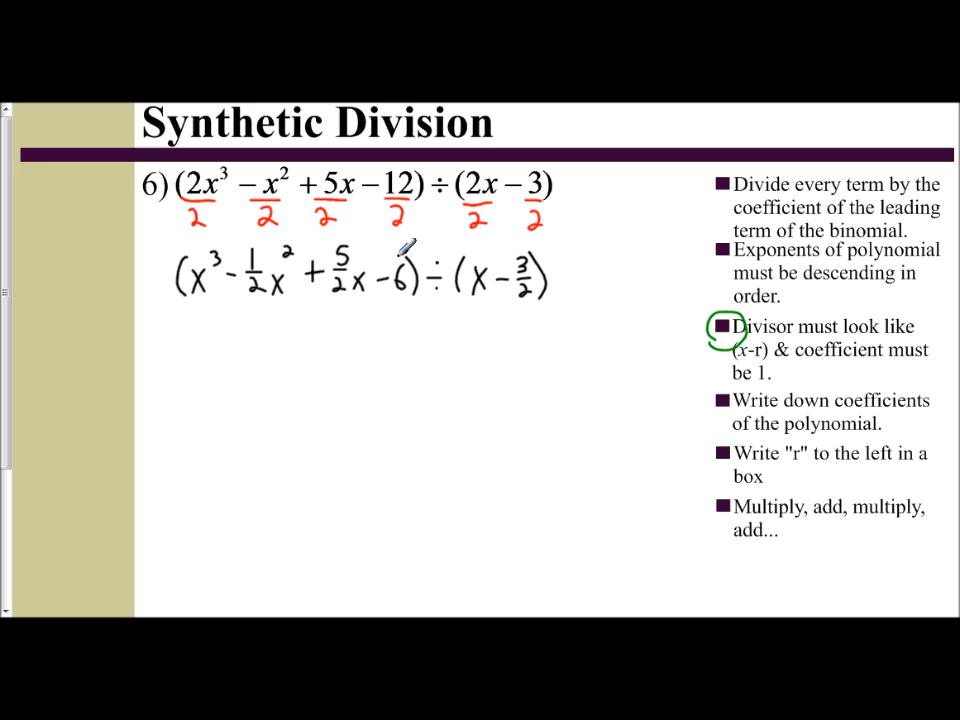 Synthetic Division
6) (2x³ − x² + 5x − 12) ÷ (2x − 3)
2 2 2 2 2 2
(x³ - 1/2 x² + 5/2 x - 6) ÷ (x - 3/2)
Divide every term by the
coefficient of the leading
term of the binomial.
Exponents of polynomial
must be descending in
order.
Divisor must look like
(x-r) & coefficient must
be 1.
Write down coefficients
of the polynomial.
Write "r" to the left in a
box
Multiply, add, multiply,
add...